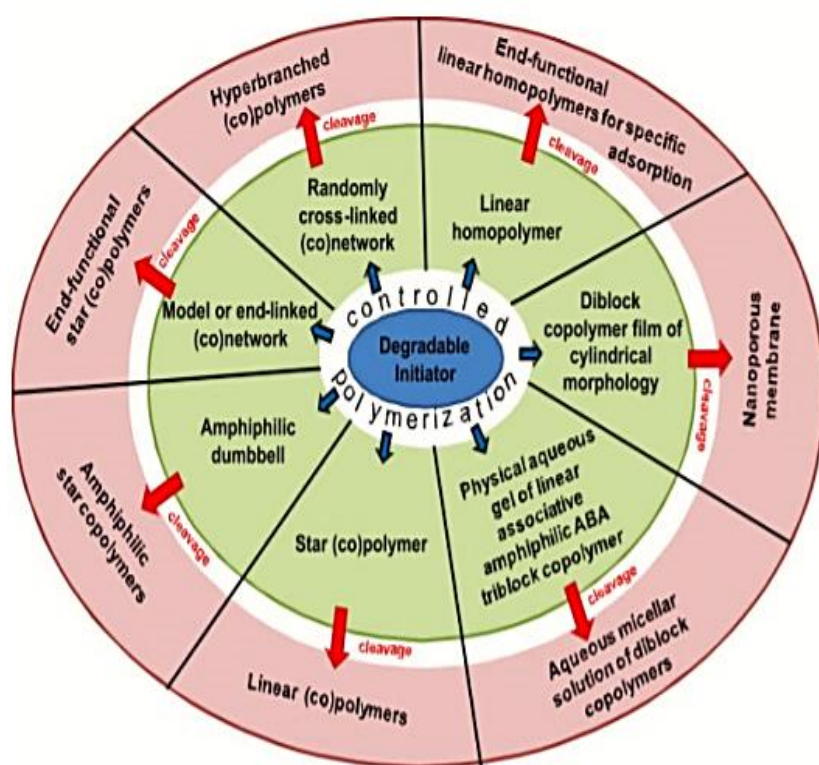 Degradable
Initiator
controlled
polymerization
Linear
homopolymer
cleavage
End-functional
linear homopolymers for specific
adsorption
Diblock
copolymer film of
cylindrical
morphology
cleavage
Nanoporous
membrane
Physical aqueous
gel of linear
associative
amphiphilic ABA
triblock copolymer
cleavage
Aqueous micellar
solution of diblock
copolymers
Star (co)polymer
cleavage
Linear (co)polymers
Amphiphilic
dumbbell
cleavage
Amphiphilic
star copolymers
Model or end-linked
(co)network
cleavage
End-functional
star (co)polymers
Randomly
cross-linked
(co)network
cleavage
Hyperbranched
(co)polymers